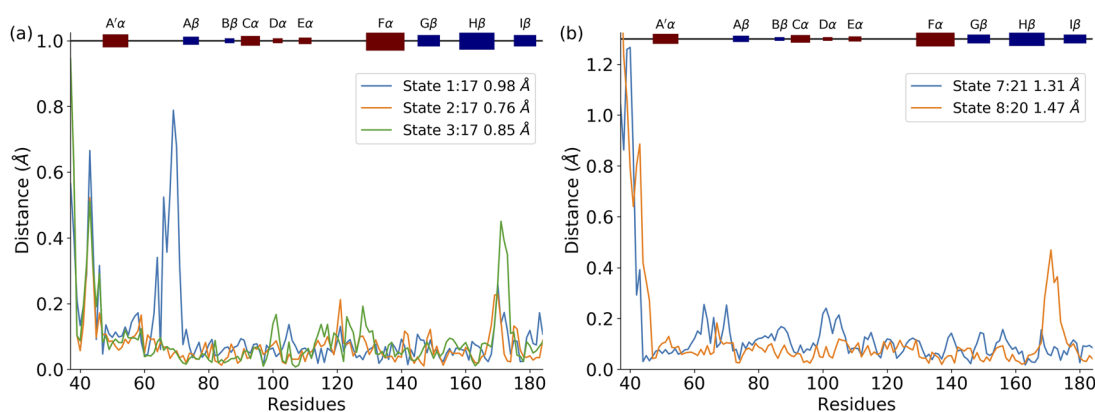 (a) A′α Aβ Bβ Cα Dα Eα Fα Gβ Hβ Iβ
1.0
0.8
0.6
0.4
0.2
0.0
Distance (Å)
State 1:17 0.98 Å
State 2:17 0.76 Å
State 3:17 0.85 Å
40 60 80 100 120 140 160 180
Residues
(b) A′α Aβ Bβ Cα Dα Eα Fα Gβ Hβ Iβ
1.2
1.0
0.8
0.6
0.4
0.2
0.0
Distance (Å)
State 7:21 1.31 Å
State 8:20 1.47 Å
40 60 80 100 120 140 160 180
Residues